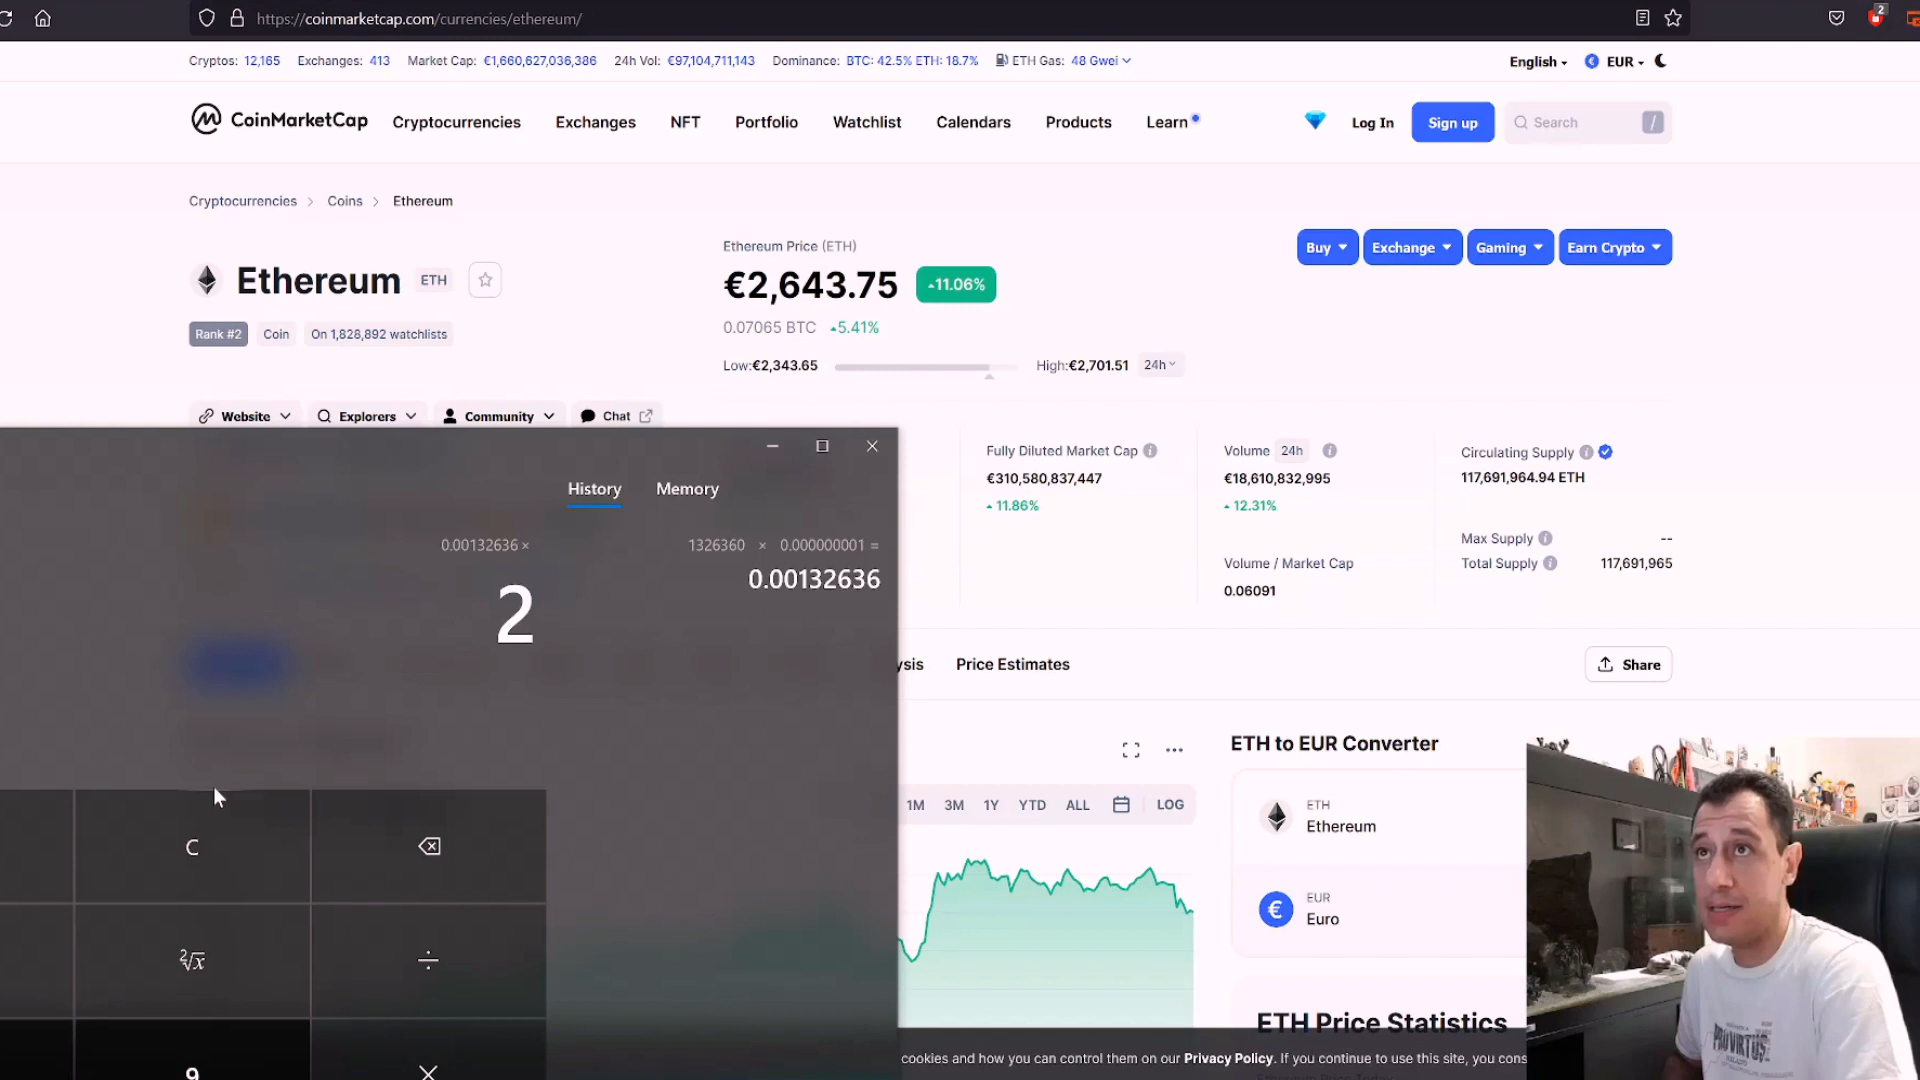 https://coinmarketcap.com/currencies/ethereum/
2
Cryptos: 12,165 Exchanges: 413 Market Cap: €1,660,627,036,386 24h Vol: €97,104,711,143 Dominance: BTC: 42.5% ETH: 18.7% ETH Gas: 48 Gwei
English EUR
CoinMarketCap Cryptocurrencies Exchanges NFT Portfolio Watchlist Calendars Products Learn Log In Sign up Search /
Cryptocurrencies > Coins > Ethereum
Ethereum ETH
Rank #2 Coin On 1,828,892 watchlists
Ethereum Price (ETH)
€2,643.75 11.06%
0.07065 BTC 5.41%
Low:€2,343.65 High:€2,701.51 24h
Buy Exchange Gaming Earn Crypto
Website Explorers Community Chat
History Memory
0.00132636 ×
2
1326360 × 0.000000001 =
0.00132636
C
²√x ÷
9 ×
Fully Diluted Market Cap
€310,580,837,447
11.86%
Volume 24h
€18,610,832,995
12.31%
Volume / Market Cap
0.06091
Circulating Supply
117,691,964.94 ETH
Max Supply --
Total Supply 117,691,965
ysis Price Estimates
Share
1M 3M 1Y YTD ALL LOG
ETH to EUR Converter
ETH
Ethereum
EUR
€ Euro
ETH Price Statistics
cookies and how you can control them on our Privacy Policy. If you continue to use this site, you cons
PROVIRTUS